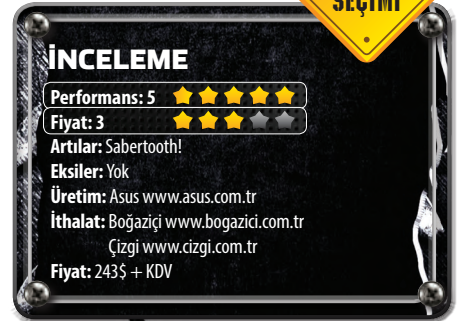 SEÇİMİ
İNCELEME
Performans: 5
Fiyat: 3
Artılar: Sabertooth!
Eksiler: Yok
Üretim: Asus www.asus.com.tr
İthalat: Boğaziçi www.bogazici.com.tr
Çizgi www.cizgi.com.tr
Fiyat: 243$ + KDV